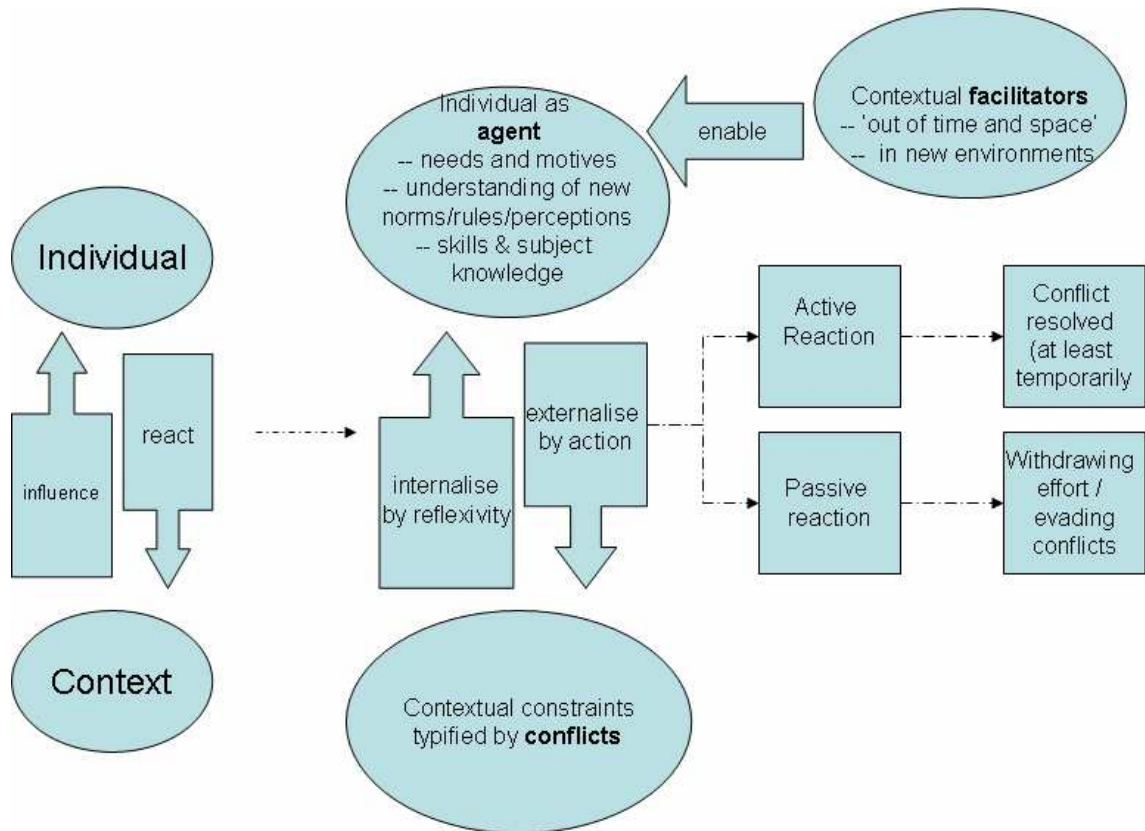 Individual
influence
react
Context
Individual as
agent
-- needs and motives
-- understanding of new
norms/rules/perceptions
-- skills & subject
knowledge
enable
Contextual facilitators
-- 'out of time and space'
-- in new environments
internalise
by reflexivity
externalise
by action
Contextual constraints
typified by conflicts
Active
Reaction
Conflict
resolved
(at least
temporarily
Passive
reaction
Withdrawing
effort /
evading
conflicts